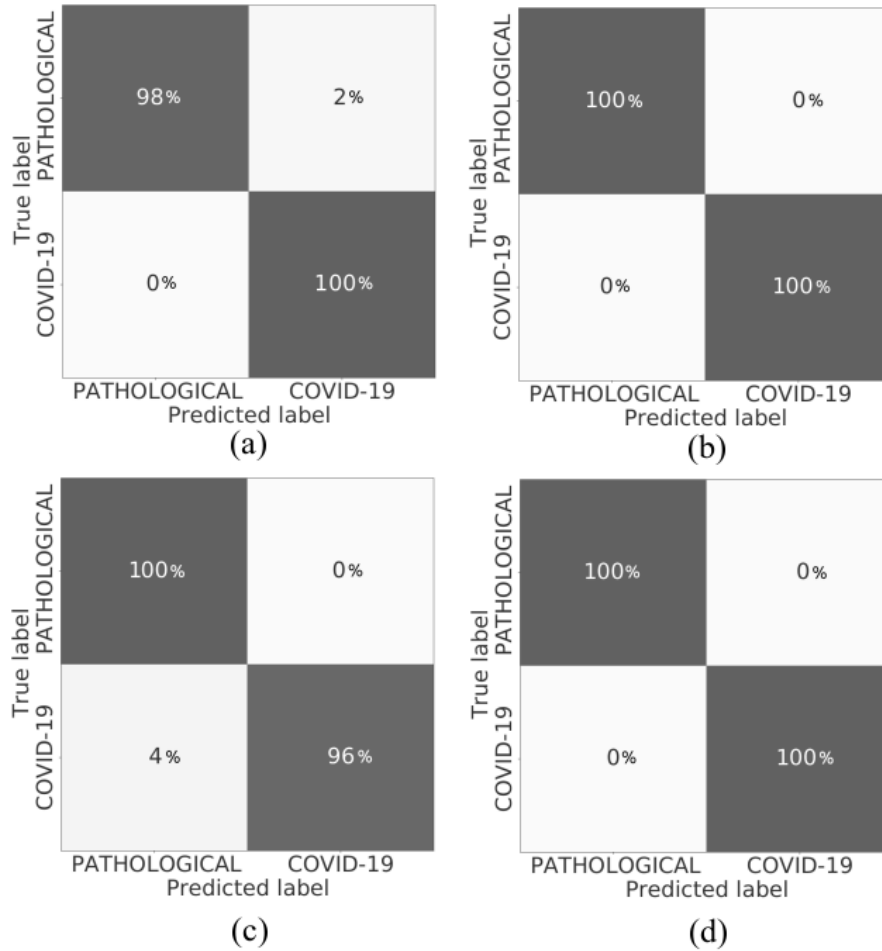 True label
PATHOLOGICAL
COVID-19
98%
2%
0%
100%
PATHOLOGICAL COVID-19
Predicted label
(a)
True label
PATHOLOGICAL
COVID-19
100%
0%
0%
100%
PATHOLOGICAL COVID-19
Predicted label
(b)
True label
PATHOLOGICAL
COVID-19
100%
0%
4%
96%
PATHOLOGICAL COVID-19
Predicted label
(c)
True label
PATHOLOGICAL
COVID-19
100%
0%
0%
100%
PATHOLOGICAL COVID-19
Predicted label
(d)